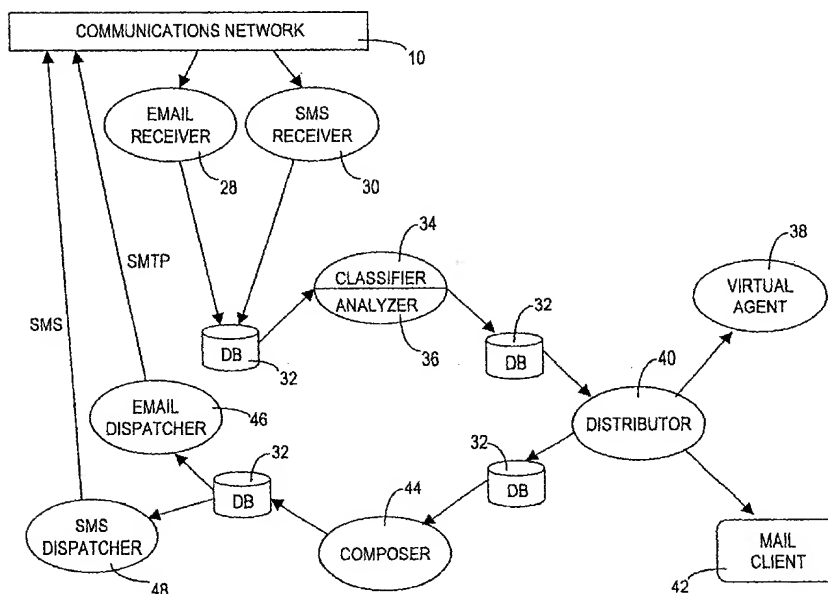 COMMUNICATIONS NETWORK
10
EMAIL
RECEIVER
28
SMS
RECEIVER
30
SMTP
SMS
34
CLASSIFIER
ANALYZER
36
38
VIRTUAL
AGENT
DB
32
32
DB
40
DISTRIBUTOR
EMAIL
DISPATCHER
46
32
DB
32
DB
44
COMPOSER
SMS
DISPATCHER
48
MAIL
CLIENT
42